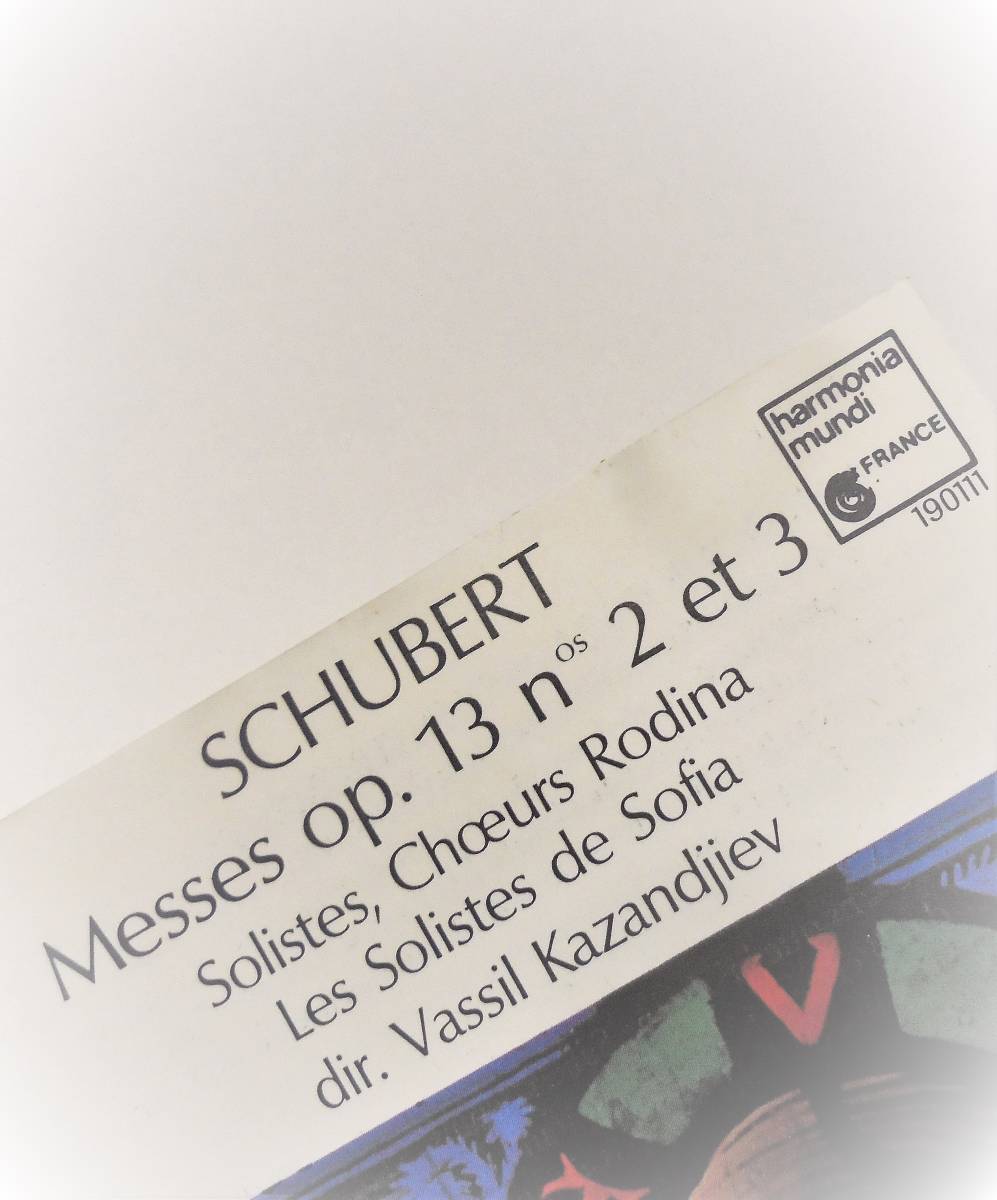 harmonia
mundi
FRANCE
190111
SCHUBERT
Messes op. 13 nᵒˢ 2 et 3
Solistes, Chœurs Rodina
Les Solistes de Sofia
dir. Vassil Kazandjiev